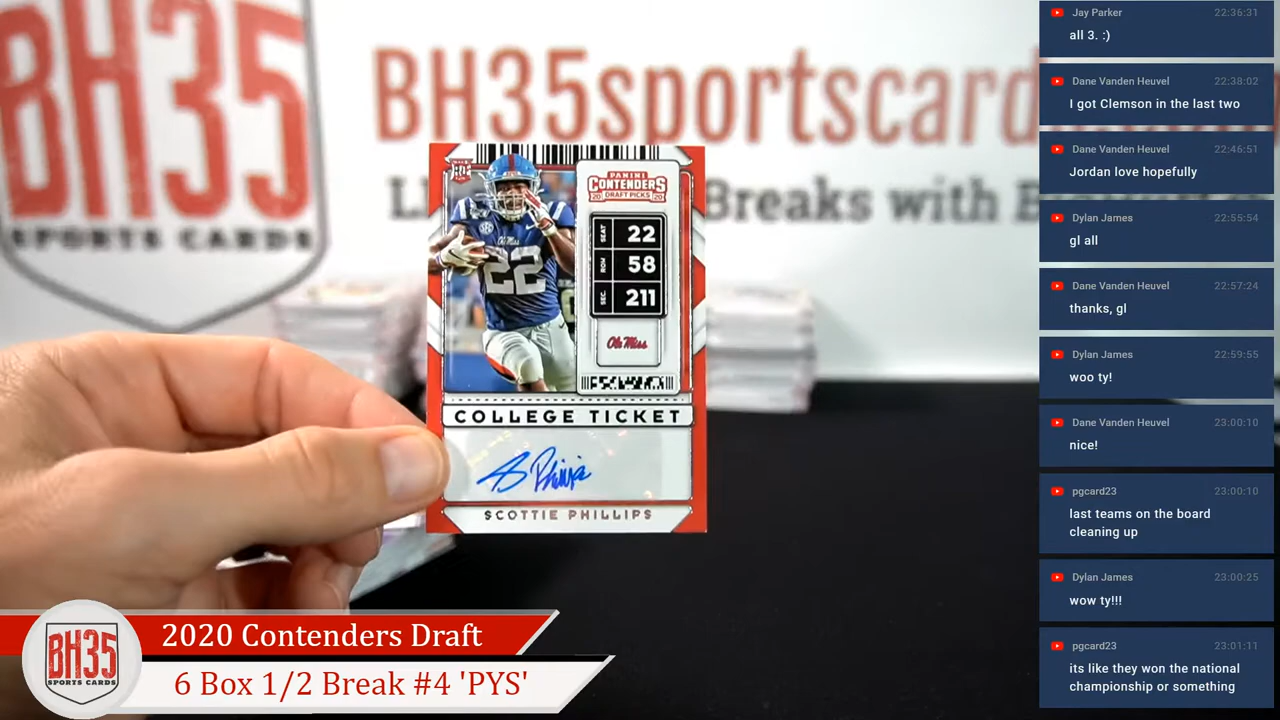 BH35
SPORTS CARDS
BH35sportscard
Breaks with
PANINI
CONTENDERS
DRAFT PICKS
20 20
SEAT 22
ROW 58
SEC. 211
Ole Miss
22
Ole Miss
COLLEGE TICKET
SCOTTIE PHILLIPS
2020 Contenders Draft
6 Box 1/2 Break #4 'PYS'
BH35
SPORTS CARDS
Jay Parker 22:36:31
all 3. :)
Dane Vanden Heuvel 22:38:02
I got Clemson in the last two
Dane Vanden Heuvel 22:46:51
Jordan love hopefully
Dylan James 22:55:54
gl all
Dane Vanden Heuvel 22:57:24
thanks, gl
Dylan James 22:59:55
woo ty!
Dane Vanden Heuvel 23:00:10
nice!
pgcard23 23:00:10
last teams on the board
cleaning up
Dylan James 23:00:25
wow ty!!!
pgcard23 23:01:11
its like they won the national
championship or something